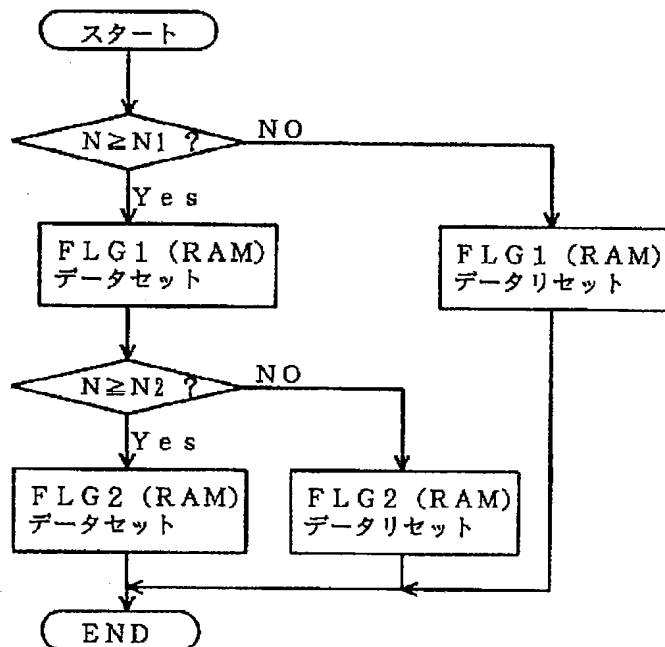 スタート
N≧N1 ?
NO
Yes
FLG1 (RAM)
データセット
FLG1 (RAM)
データリセット
N≧N2 ?
NO
Yes
FLG2 (RAM)
データセット
FLG2 (RAM)
データリセット
END